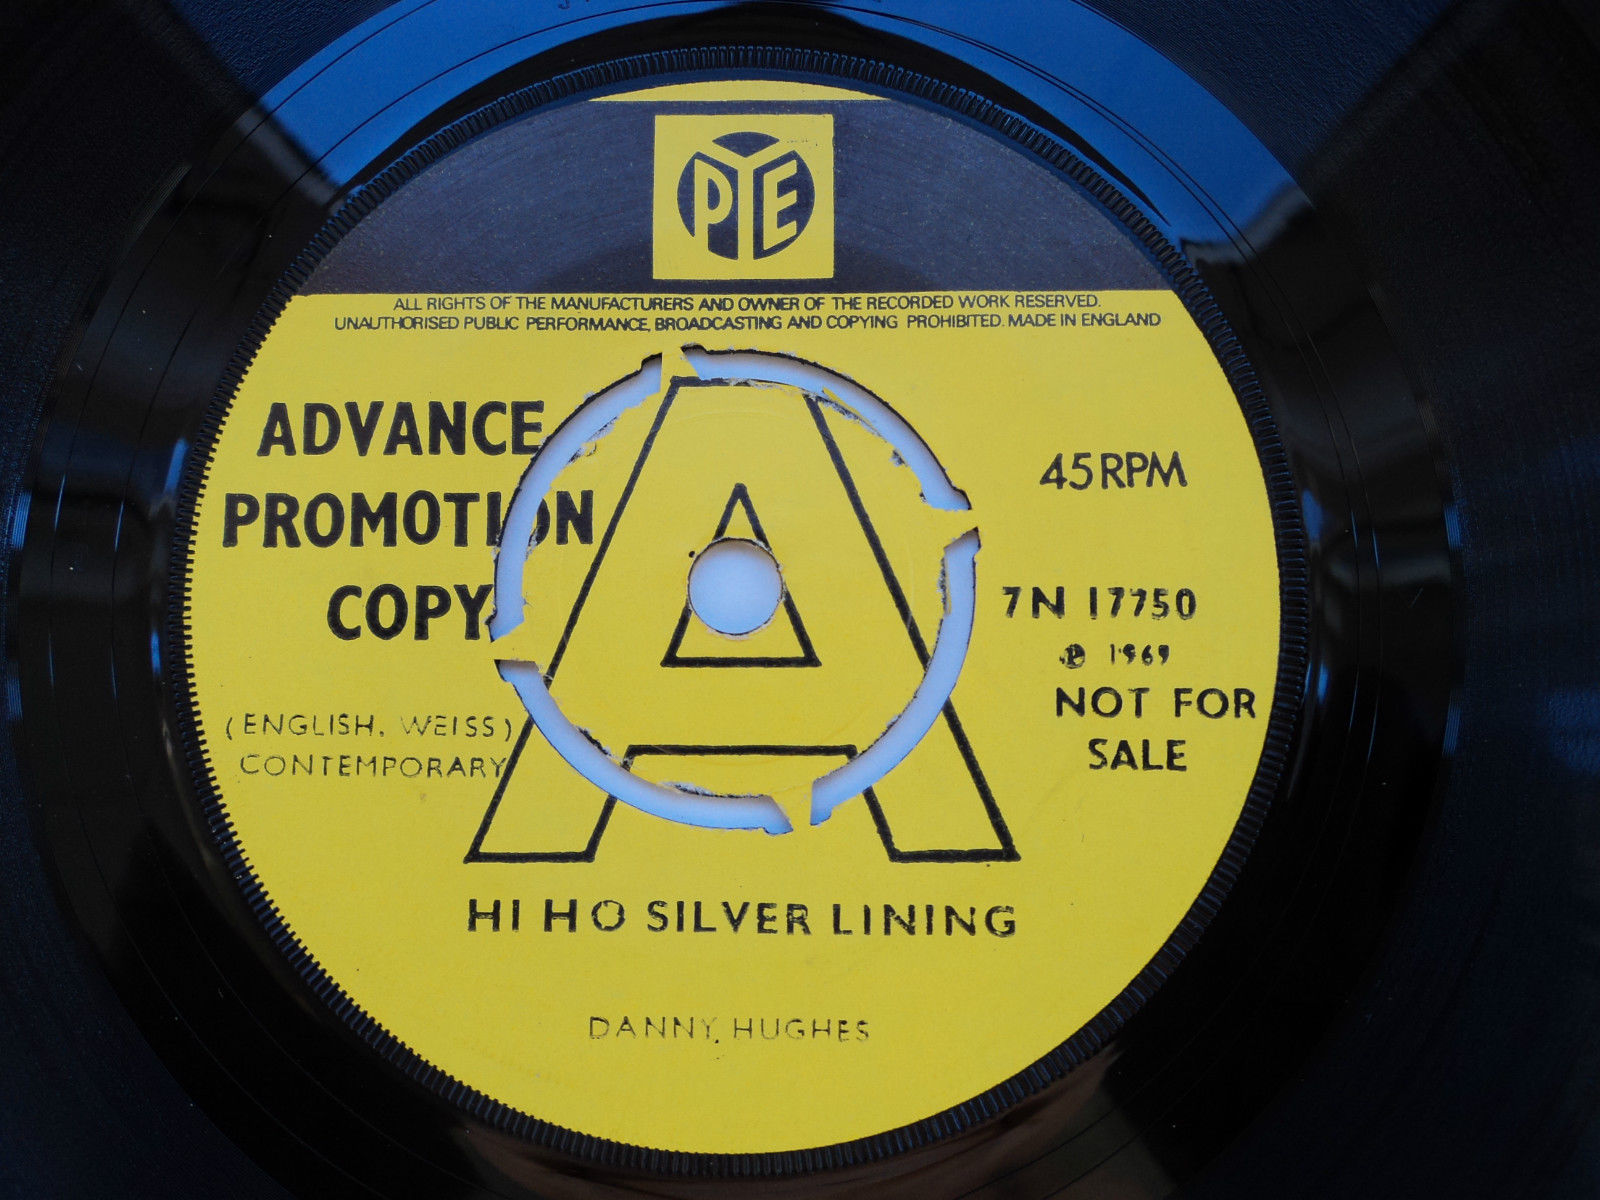 PYE
ALL RIGHTS OF THE MANUFACTURERS AND OWNER OF THE RECORDED WORK RESERVED.
UNAUTHORISED PUBLIC PERFORMANCE, BROADCASTING AND COPYING PROHIBITED. MADE IN ENGLAND
ADVANCE
PROMOTION
COPY
A
45 RPM
7N 17750
℗ 1969
NOT FOR
SALE
(ENGLISH, WEISS)
CONTEMPORARY
HI HO SILVER LINING
DANNY HUGHES